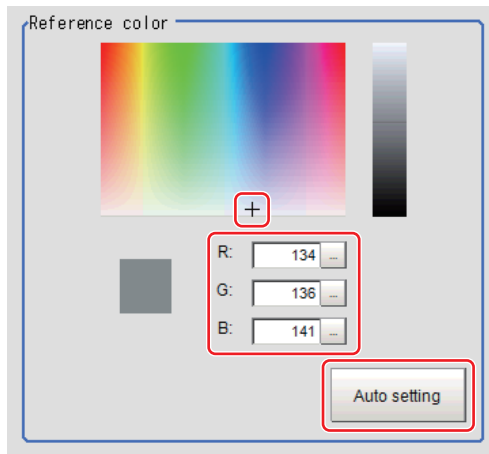 Reference color
R: 134 ...
G: 136 ...
B: 141 ...
Auto setting